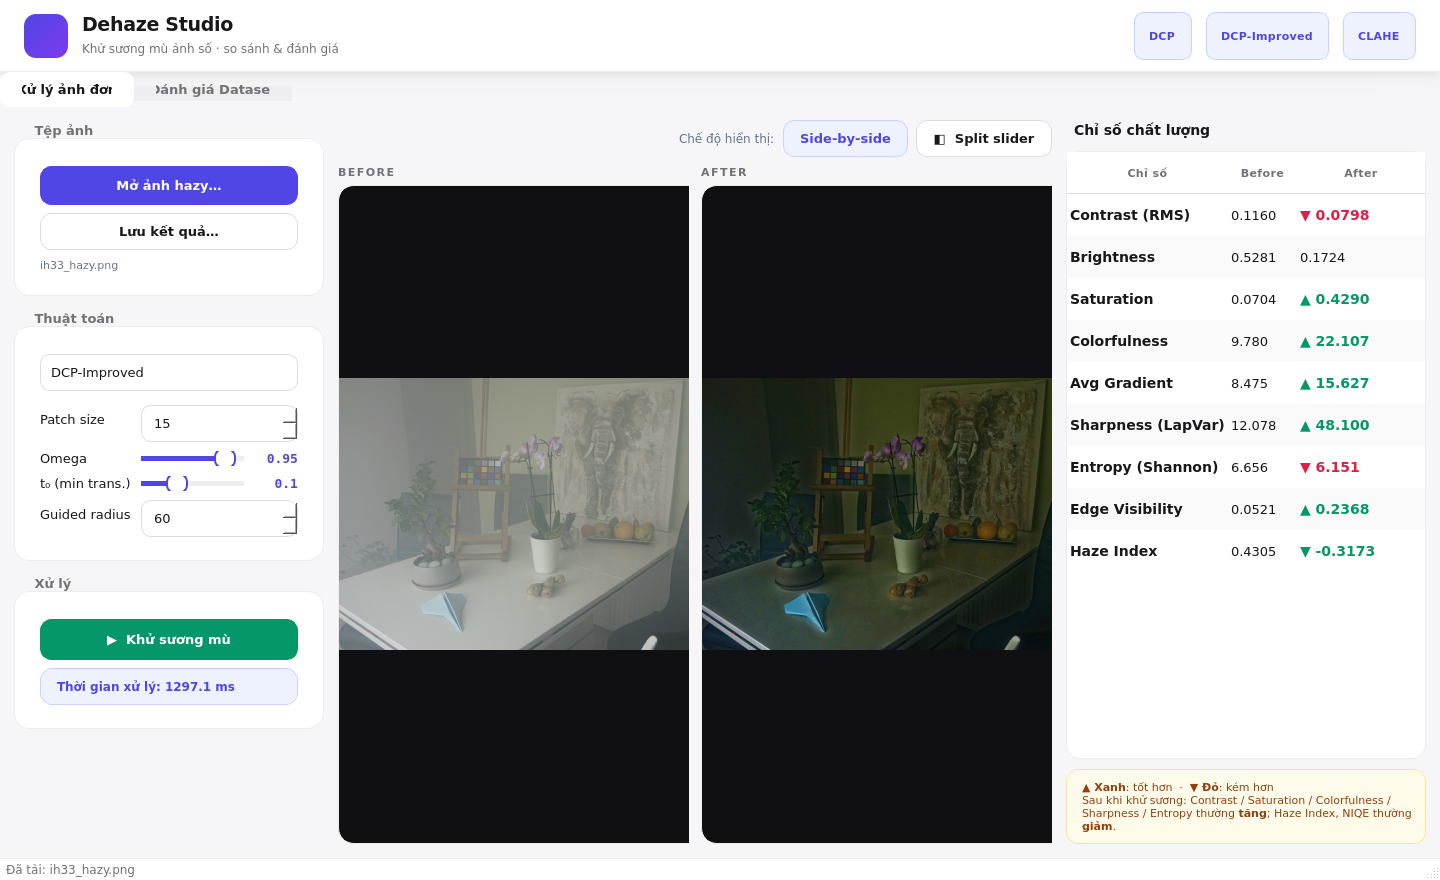 Dehaze Studio
Khử sương mù ảnh số · so sánh & đánh giá
DCP
DCP-Improved
CLAHE
Xử lý ảnh đơn
Đánh giá Datase
Tệp ảnh
Mở ảnh hazy...
Lưu kết quả...
ih33_hazy.png
Thuật toán
DCP-Improved
Patch size
15
Omega
0.95
t₀ (min trans.)
0.1
Guided radius
60
Xử lý
▶ Khử sương mù
Thời gian xử lý: 1297.1 ms
Chế độ hiển thị:
Side-by-side
◧ Split slider
BEFORE
AFTER
Chỉ số chất lượng
Chỉ số Before After
Contrast (RMS) 0.1160 ▼ 0.0798
Brightness 0.5281 0.1724
Saturation 0.0704 ▲ 0.4290
Colorfulness 9.780 ▲ 22.107
Avg Gradient 8.475 ▲ 15.627
Sharpness (LapVar) 12.078 ▲ 48.100
Entropy (Shannon) 6.656 ▼ 6.151
Edge Visibility 0.0521 ▲ 0.2368
Haze Index 0.4305 ▼ -0.3173
▲ Xanh: tốt hơn · ▼ Đỏ: kém hơn
Sau khi khử sương: Contrast / Saturation / Colorfulness /
Sharpness / Entropy thường tăng; Haze Index, NIQE thường
giảm.
Đã tải: ih33_hazy.png